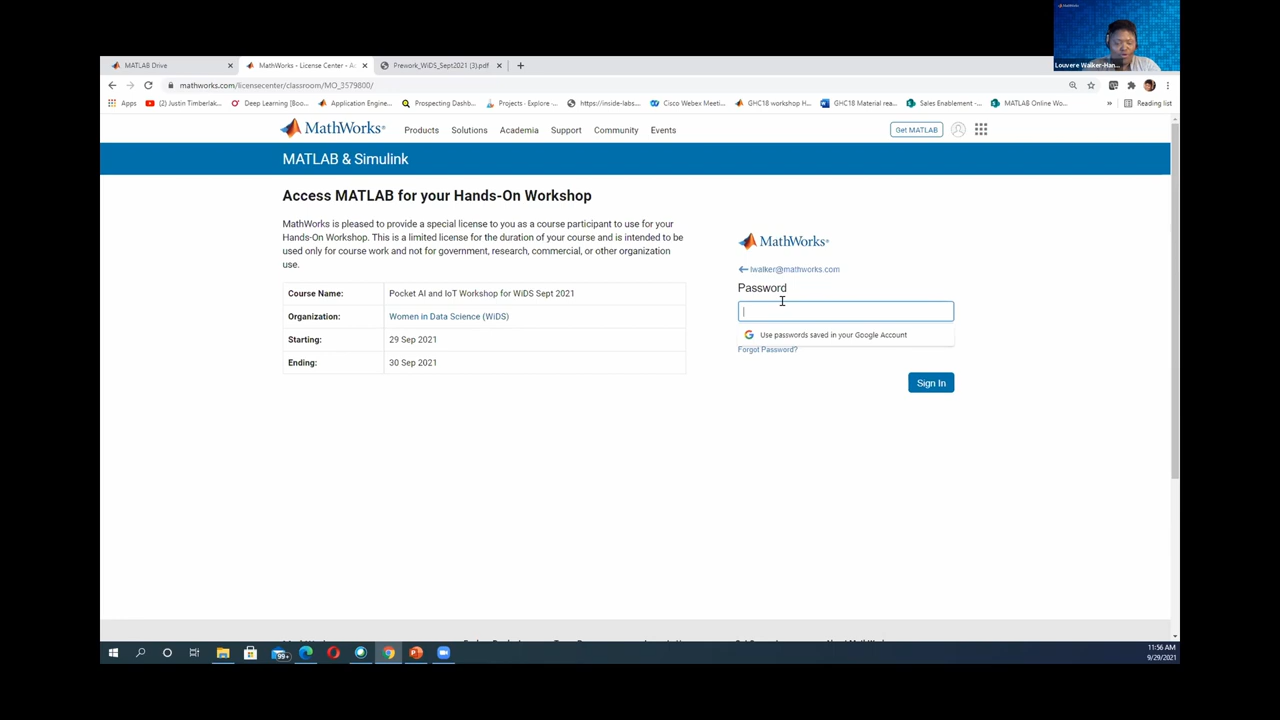 MathWorks
Louvere Walker-Han...
MATLAB Drive
MathWorks - License Center - Ac
Prework_WiDS_Sept2021 (3).pdf
mathworks.com/licensecenter/classroom/MO_3579800/
Apps
(2) Justin Timberlak...
Deep Learning [Boo...
Application Engine...
Prospecting Dashb...
Projects - Explore -...
https://inside-labs...
Cisco Webex Meeti...
GHC18 workshop H...
GHC18 Material rea...
Sales Enablement -...
MATLAB Online Wo...
»
Reading list
MathWorks®
Products
Solutions
Academia
Support
Community
Events
Get MATLAB
MATLAB & Simulink
Access MATLAB for your Hands-On Workshop
MathWorks is pleased to provide a special license to you as a course participant to use for your
Hands-On Workshop. This is a limited license for the duration of your course and is intended to be
used only for course work and not for government, research, commercial, or other organization
use.
Course Name: Pocket AI and IoT Workshop for WiDS Sept 2021
Organization: Women in Data Science (WiDS)
Starting: 29 Sep 2021
Ending: 30 Sep 2021
MathWorks®
lwalker@mathworks.com
Password
Use passwords saved in your Google Account
Forgot Password?
Sign In
99+
11:56 AM
9/29/2021